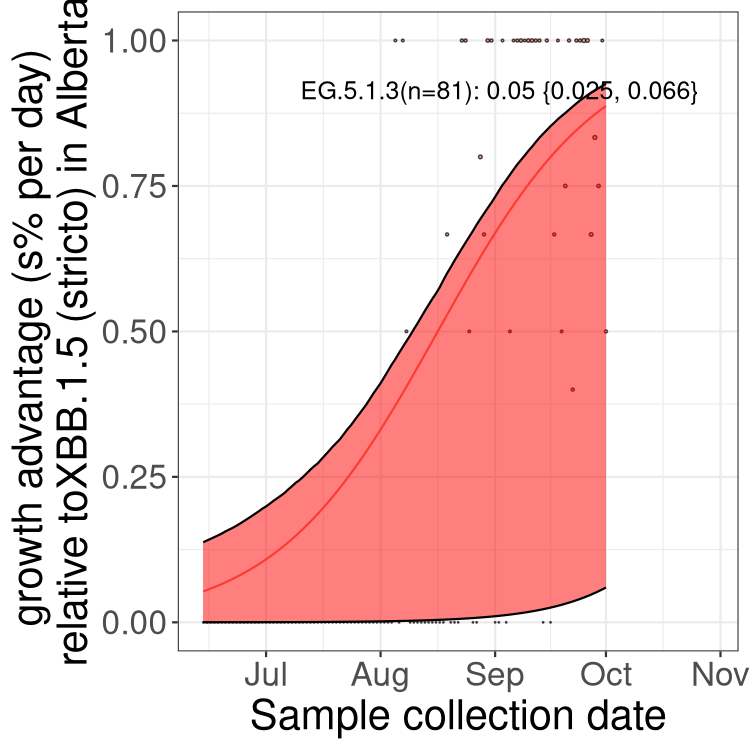 growth advantage (s% per day)
relative toXBB.1.5 (stricto) in Alberta
1.00
0.75
0.50
0.25
0.00
EG.5.1.3(n=81): 0.05 {0.025, 0.066}
Jul Aug Sep Oct Nov
Sample collection date